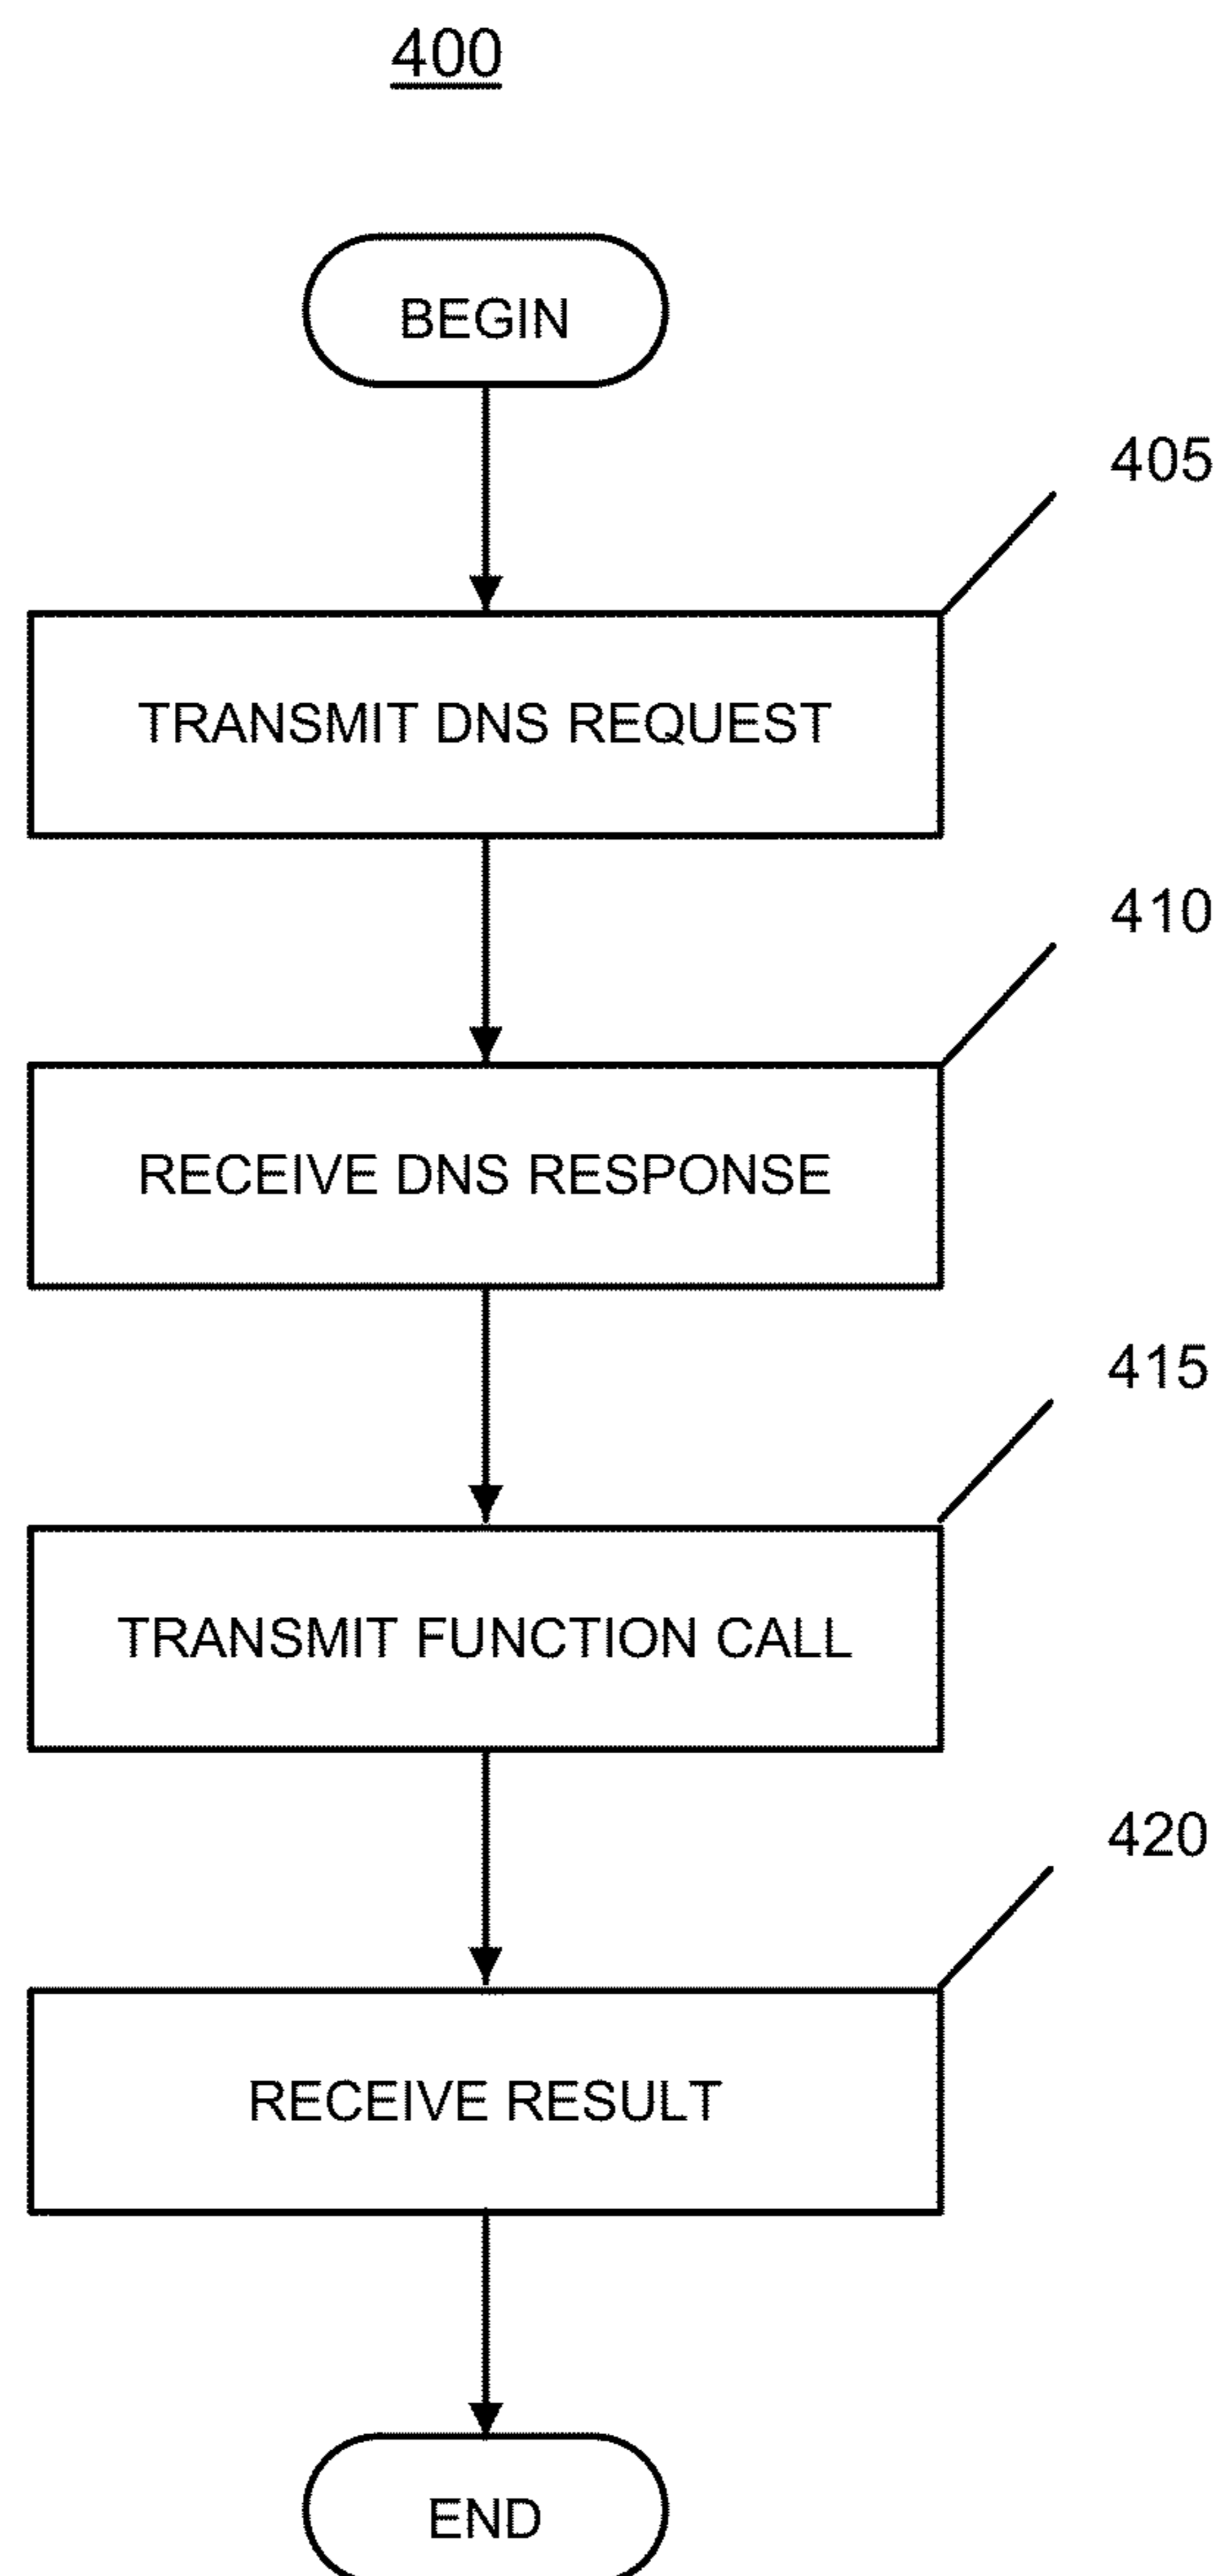 400
BEGIN
405
TRANSMIT DNS REQUEST
410
RECEIVE DNS RESPONSE
415
TRANSMIT FUNCTION CALL
420
RECEIVE RESULT
END